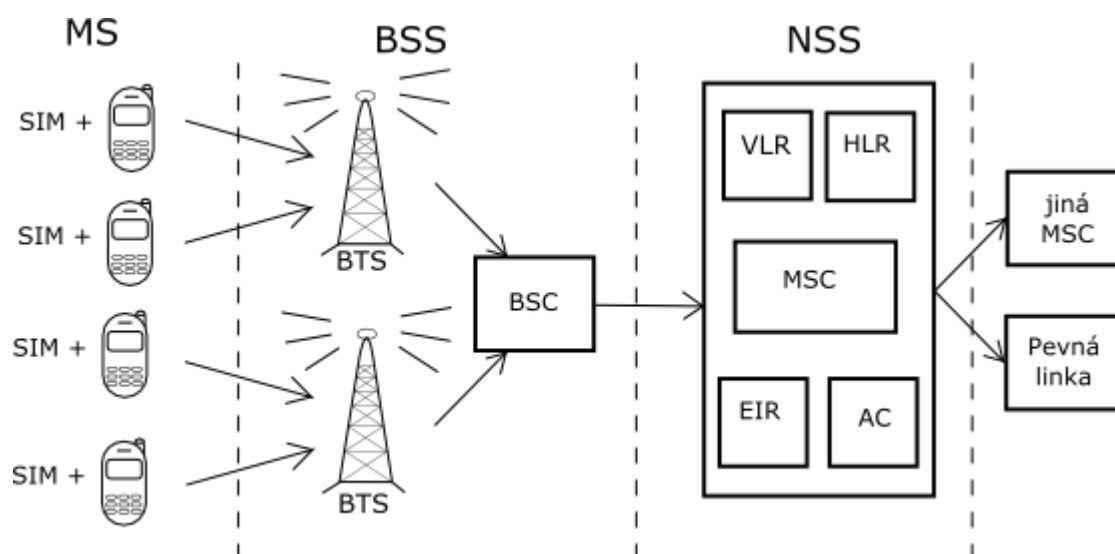 MS
BSS
NSS
SIM +
SIM +
SIM +
SIM +
BTS
BTS
BSC
VLR
HLR
MSC
EIR
AC
jiná
MSC
Pevná
linka